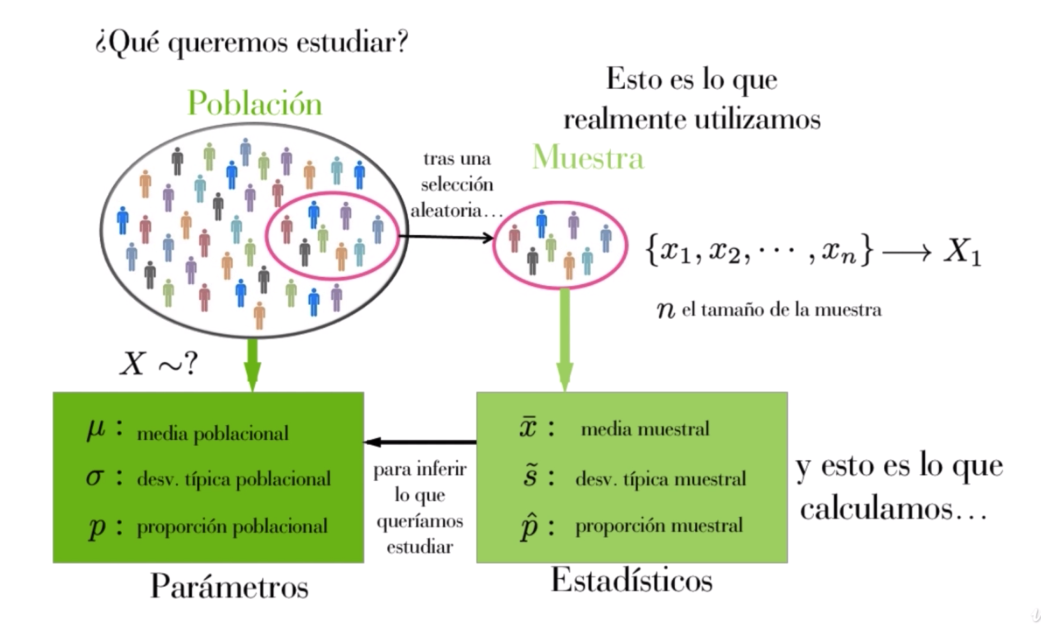 ¿Qué queremos estudiar?
Población
Esto es lo que
realmente utilizamos
tras una
selección
aleatoria...
Muestra
{x₁, x₂, ⋯ , xₙ} ⟶ X₁
n el tamaño de la muestra
X ~?
μ : media poblacional
σ : desv. típica poblacional
p : proporción poblacional
Parámetros
para inferir
lo que
queríamos
estudiar
x̄ : media muestral
s̃ : desv. típica muestral
p̂ : proporción muestral
Estadísticos
y esto es lo que
calculamos...